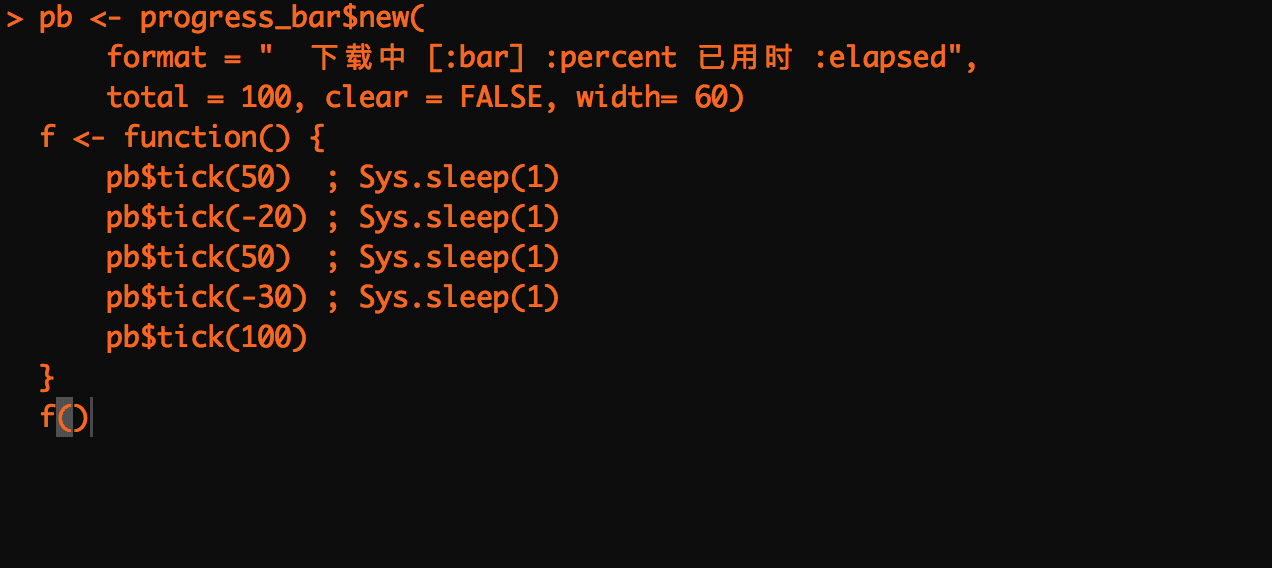 > pb <- progress_bar$new(
format = "  下载中 [:bar] :percent 已用时 :elapsed",
total = 100, clear = FALSE, width= 60)
f <- function() {
pb$tick(50)  ; Sys.sleep(1)
pb$tick(-20) ; Sys.sleep(1)
pb$tick(50)  ; Sys.sleep(1)
pb$tick(-30) ; Sys.sleep(1)
pb$tick(100)
}
f()